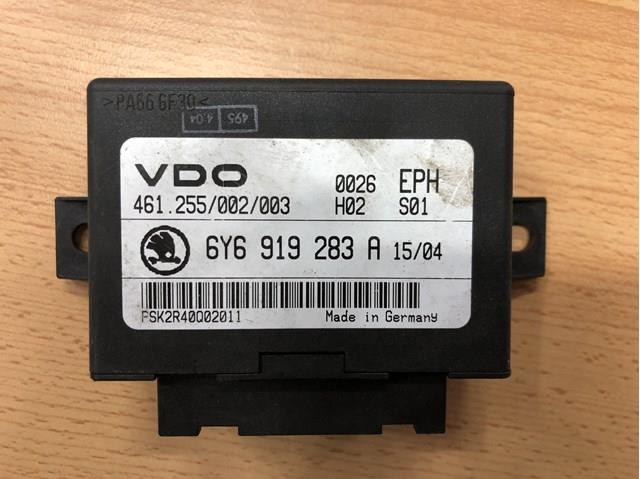 >PA66 GF30<
495 4.04
VDO 0026 EPH
461.255/002/003 H02 S01
6Y6 919 283 A 15/04
PSK2R40Q02011 Made in Germany